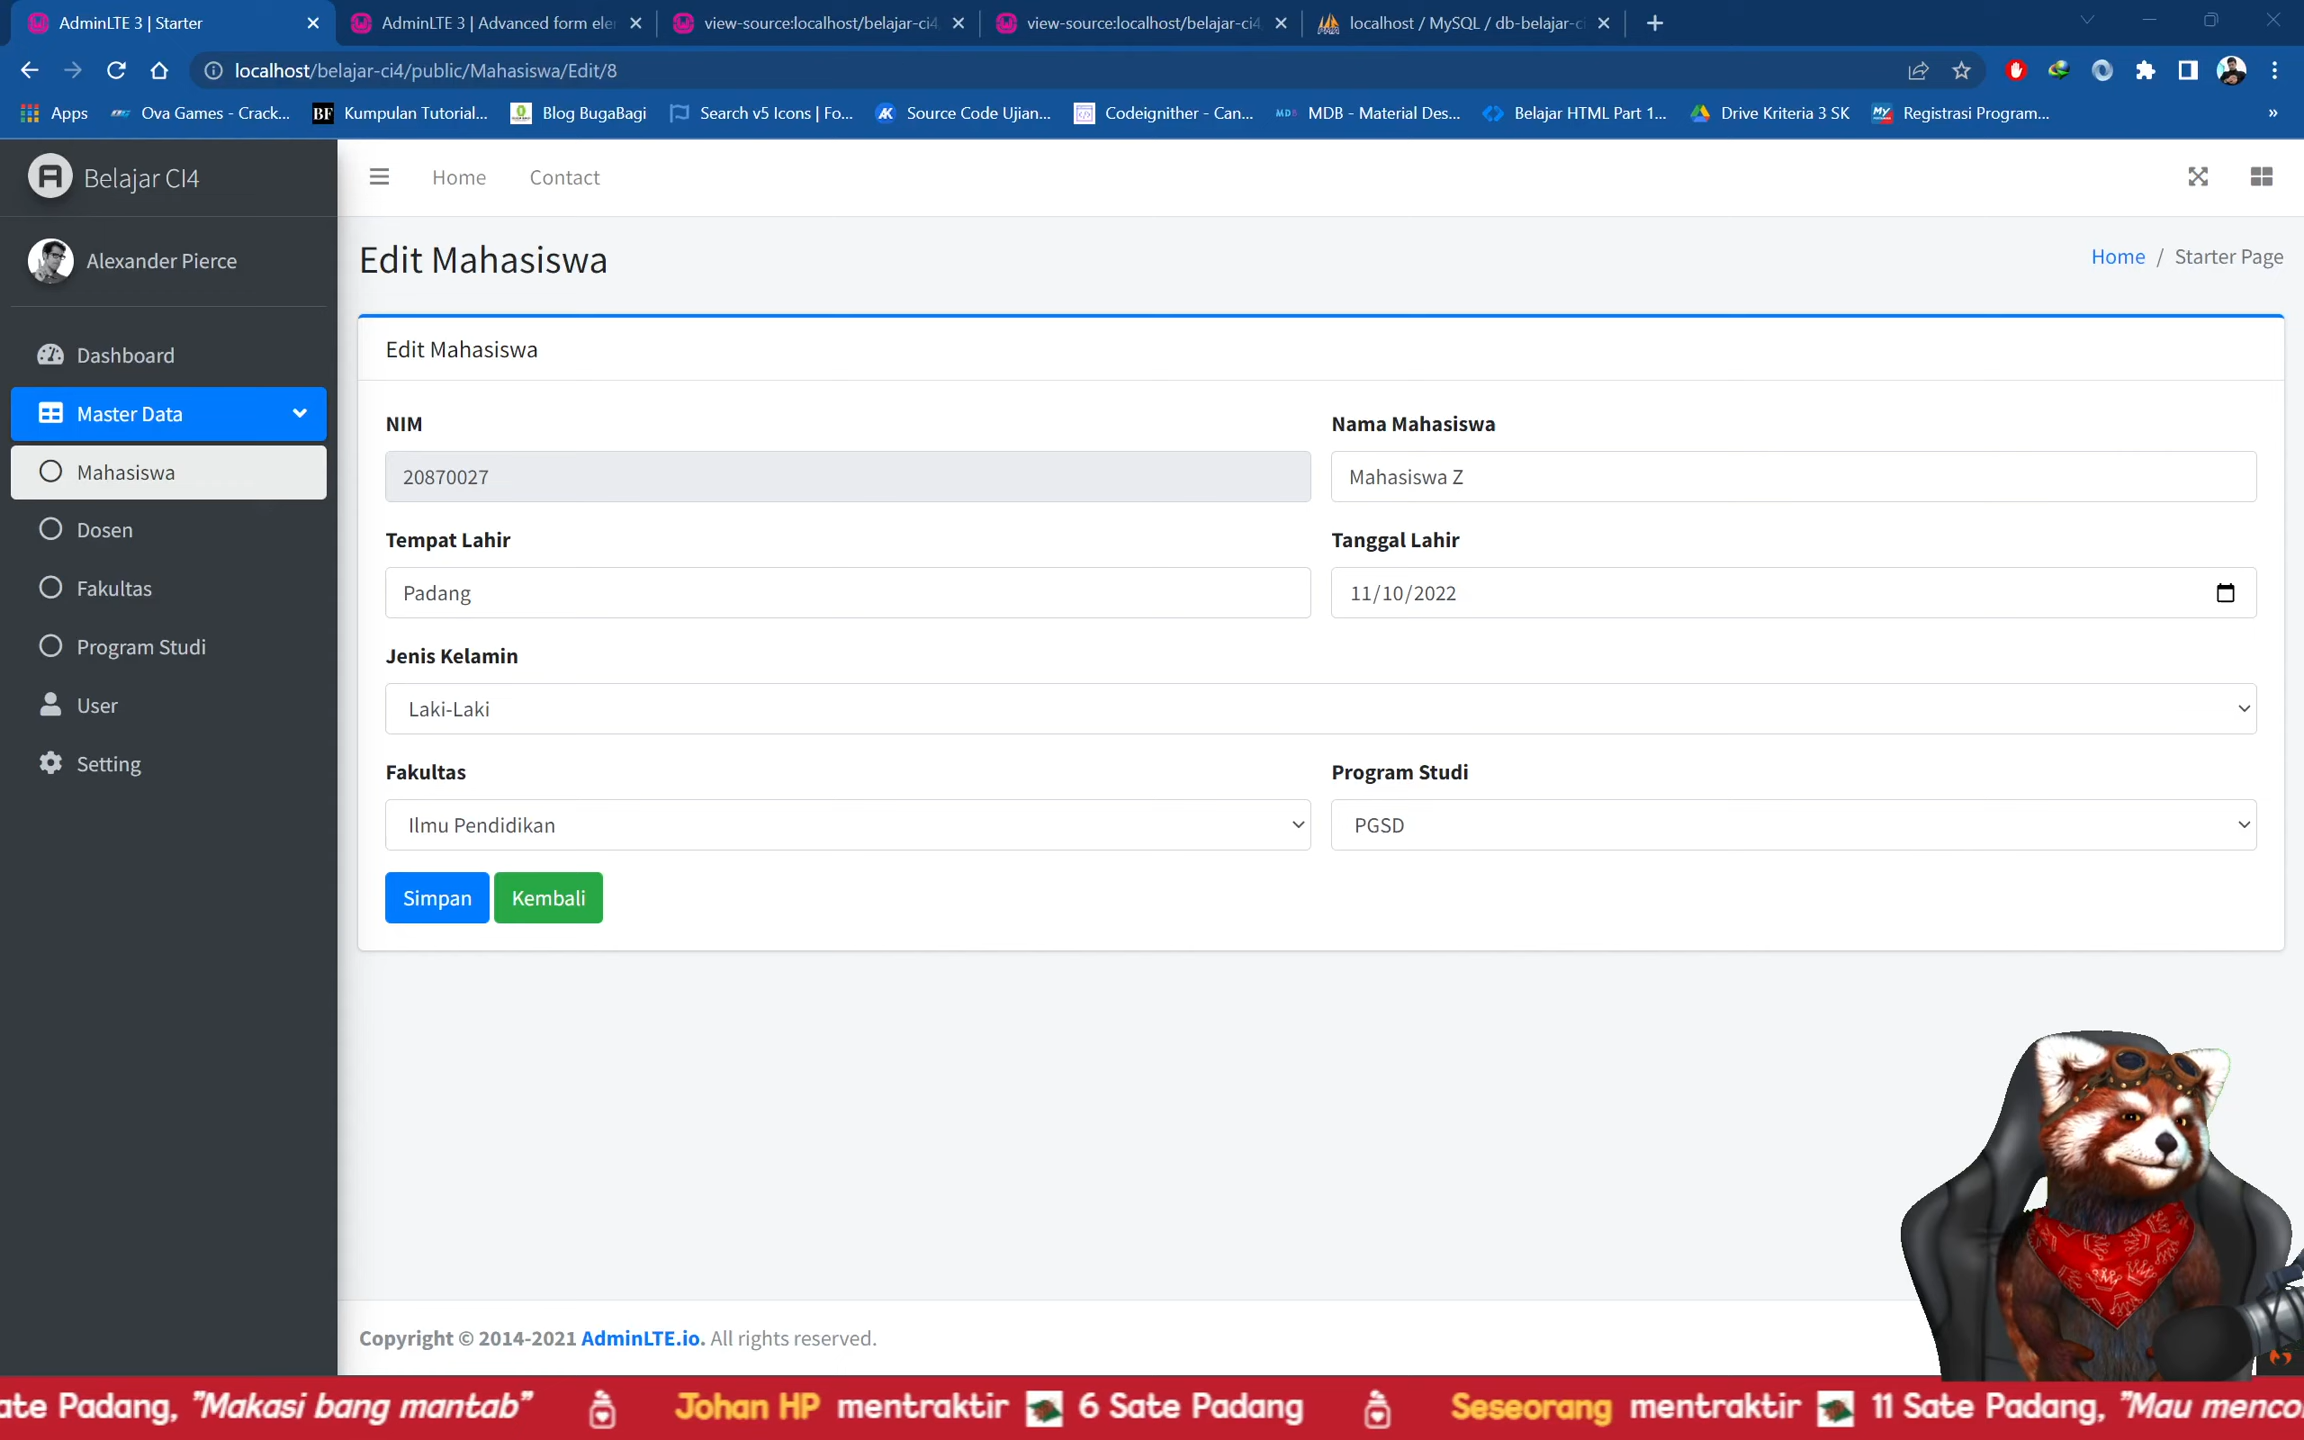 AdminLTE 3 | Starter
AdminLTE 3 | Advanced form ele
view-source:localhost/belajar-ci4
view-source:localhost/belajar-ci4
localhost / MySQL / db-belajar-ci
localhost/belajar-ci4/public/Mahasiswa/Edit/8
Apps
Ova Games - Crack...
BF Kumpulan Tutorial...
Blog BugaBagi
Search v5 Icons | Fo...
AK Source Code Ujian...
Codeignither - Can...
MDB MDB - Material Des...
Belajar HTML Part 1...
Drive Kriteria 3 SK
My Registrasi Program...
»
Belajar CI4
Home
Contact
Alexander Pierce
Edit Mahasiswa
Home / Starter Page
Dashboard
Master Data
Mahasiswa
Dosen
Fakultas
Program Studi
User
Setting
Edit Mahasiswa
NIM
20870027
Nama Mahasiswa
Mahasiswa Z
Tempat Lahir
Padang
Tanggal Lahir
11/10/2022
Jenis Kelamin
Laki-Laki
Fakultas
Ilmu Pendidikan
Program Studi
PGSD
Simpan
Kembali
Copyright © 2014-2021 AdminLTE.io. All rights reserved.
ate Padang, "Makasi bang mantab" Johan HP mentraktir 6 Sate Padang Seseorang mentraktir 11 Sate Padang, "Mau menco